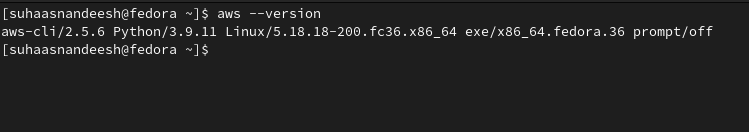 [suhaasnandeesh@fedora ~]$ aws --version
aws-cli/2.5.6 Python/3.9.11 Linux/5.18.18-200.fc36.x86_64 exe/x86_64.fedora.36 prompt/off
[suhaasnandeesh@fedora ~]$